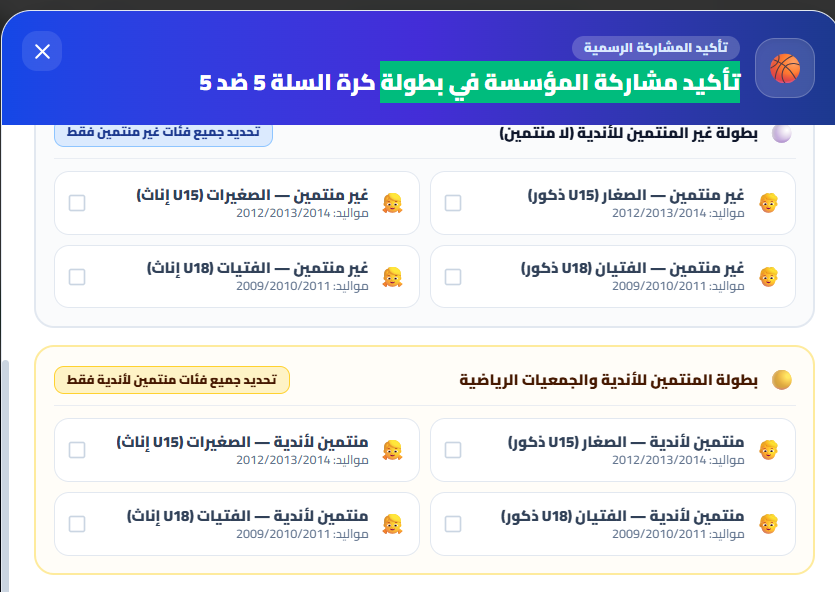 تأكيد المشاركة الرسمية
تأكيد مشاركة المؤسسة في بطولة كرة السلة 5 ضد 5
بطولة غير المنتمين للأندية (لا منتمين)
تحديد جميع فئات غير منتمين فقط
غير منتمين — الصغار (U15 ذكور)
مواليد: 2012/2013/2014
غير منتمين — الصغيرات (U15 إناث)
مواليد: 2012/2013/2014
غير منتمين — الفتيان (U18 ذكور)
مواليد: 2009/2010/2011
غير منتمين — الفتيات (U18 إناث)
مواليد: 2009/2010/2011
بطولة المنتمين للأندية والجمعيات الرياضية
تحديد جميع فئات منتمين لأندية فقط
منتمين لأندية — الصغار (U15 ذكور)
مواليد: 2012/2013/2014
منتمين لأندية — الصغيرات (U15 إناث)
مواليد: 2012/2013/2014
منتمين لأندية — الفتيان (U18 ذكور)
مواليد: 2009/2010/2011
منتمين لأندية — الفتيات (U18 إناث)
مواليد: 2009/2010/2011